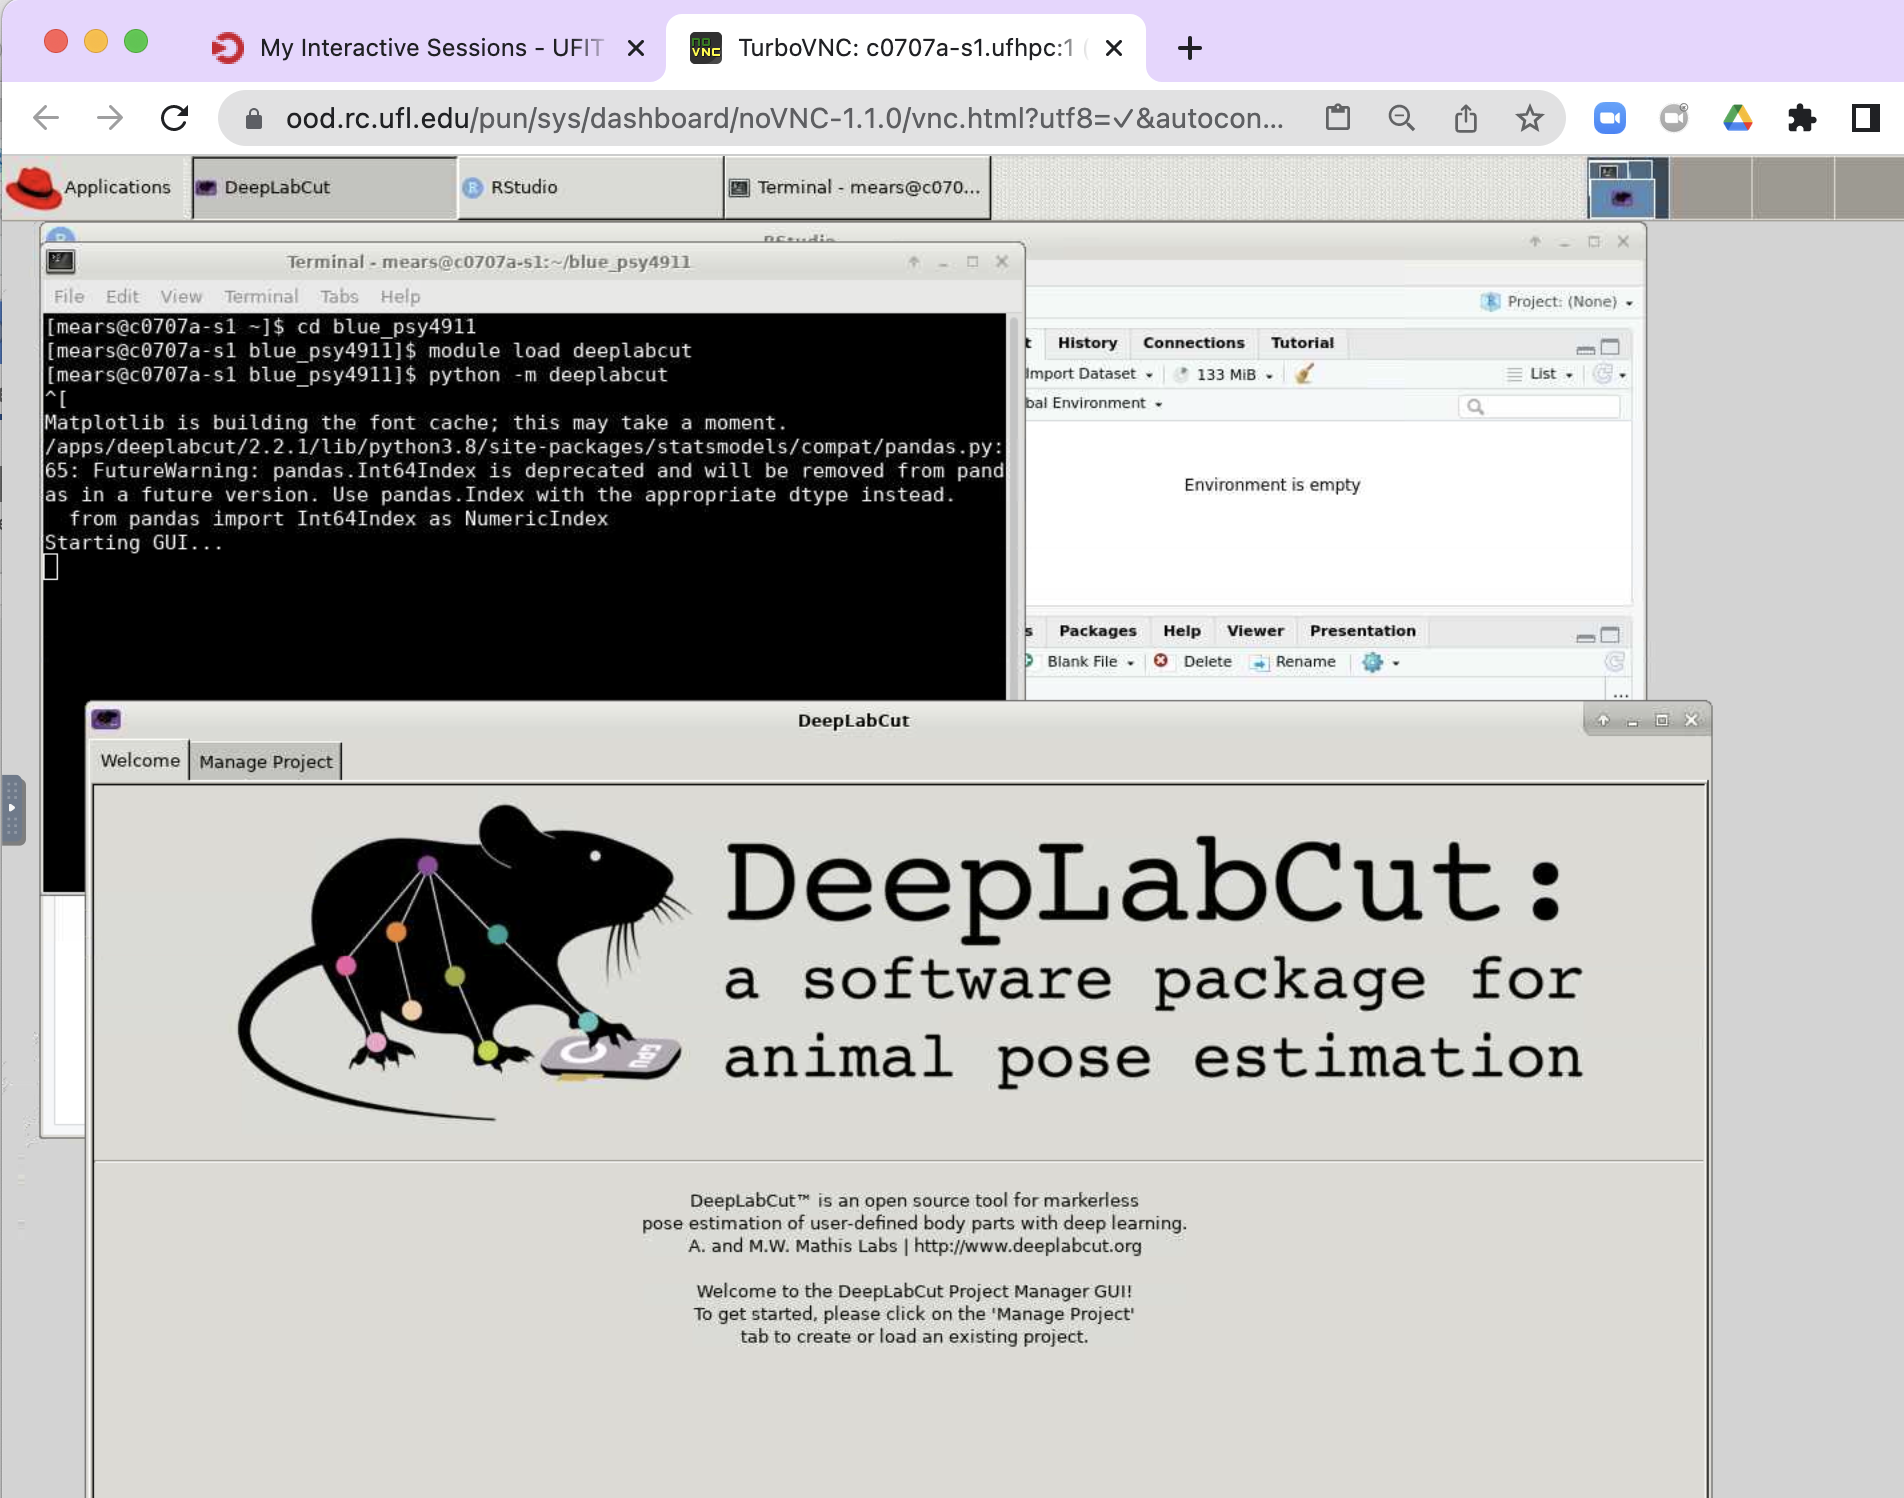 My Interactive Sessions - UFIT
TurboVNC: c0707a-s1.ufhpc:1 (
ood.rc.ufl.edu/pun/sys/dashboard/noVNC-1.1.0/vnc.html?utf8=✓&autocon...
Applications
DeepLabCut
RStudio
Terminal - mears@c070...
RStudio
Terminal - mears@c0707a-s1:~/blue_psy4911
File Edit View Terminal Tabs Help
[mears@c0707a-s1 ~]$ cd blue_psy4911
[mears@c0707a-s1 blue_psy4911]$ module load deeplabcut
[mears@c0707a-s1 blue_psy4911]$ python -m deeplabcut
^[
Matplotlib is building the font cache; this may take a moment.
/apps/deeplabcut/2.2.1/lib/python3.8/site-packages/statsmodels/compat/pandas.py:
65: FutureWarning: pandas.Int64Index is deprecated and will be removed from pand
as in a future version. Use pandas.Index with the appropriate dtype instead.
  from pandas import Int64Index as NumericIndex
Starting GUI...
Project: (None)
t History Connections Tutorial
Import Dataset 133 MiB List
bal Environment
Environment is empty
s Packages Help Viewer Presentation
Blank File Delete Rename
...
DeepLabCut
Welcome Manage Project
GPU
DeepLabCut:
a software package for
animal pose estimation
DeepLabCut™ is an open source tool for markerless
pose estimation of user-defined body parts with deep learning.
A. and M.W. Mathis Labs | http://www.deeplabcut.org
Welcome to the DeepLabCut Project Manager GUI!
To get started, please click on the 'Manage Project'
tab to create or load an existing project.